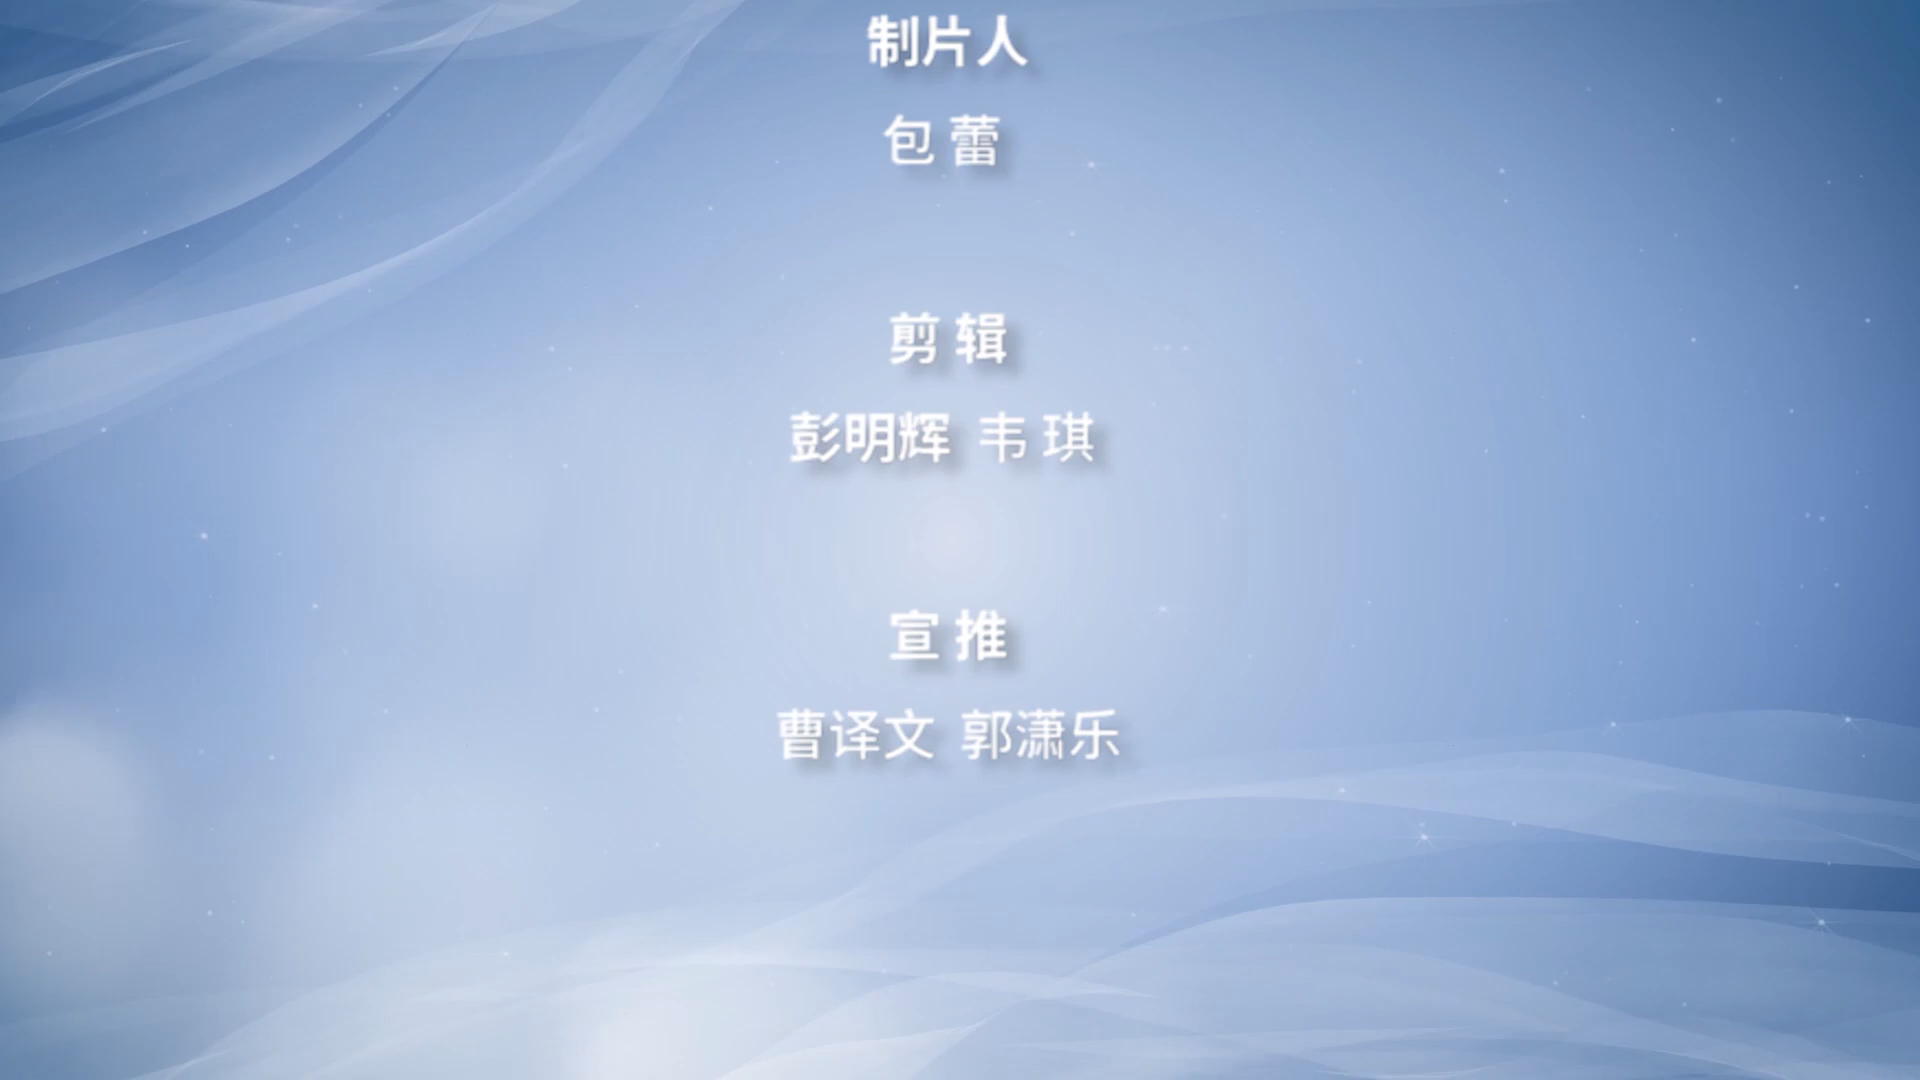 制片人
包 蕾
剪 辑
彭明辉 韦 琪
宣 推
曹译文 郭潇乐